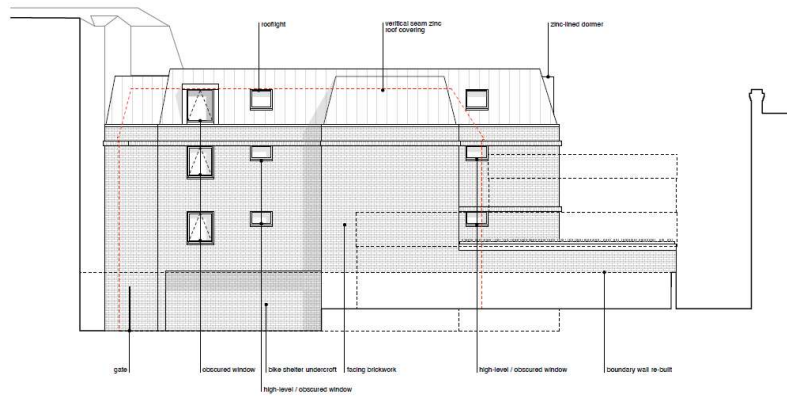 rooflight
vertical seam zinc
roof covering
zinc-lined dormer
gate
obscured window
bike shelter undercroft
facing brickwork
high-level / obscured window
boundary wall re-built
high-level / obscured window